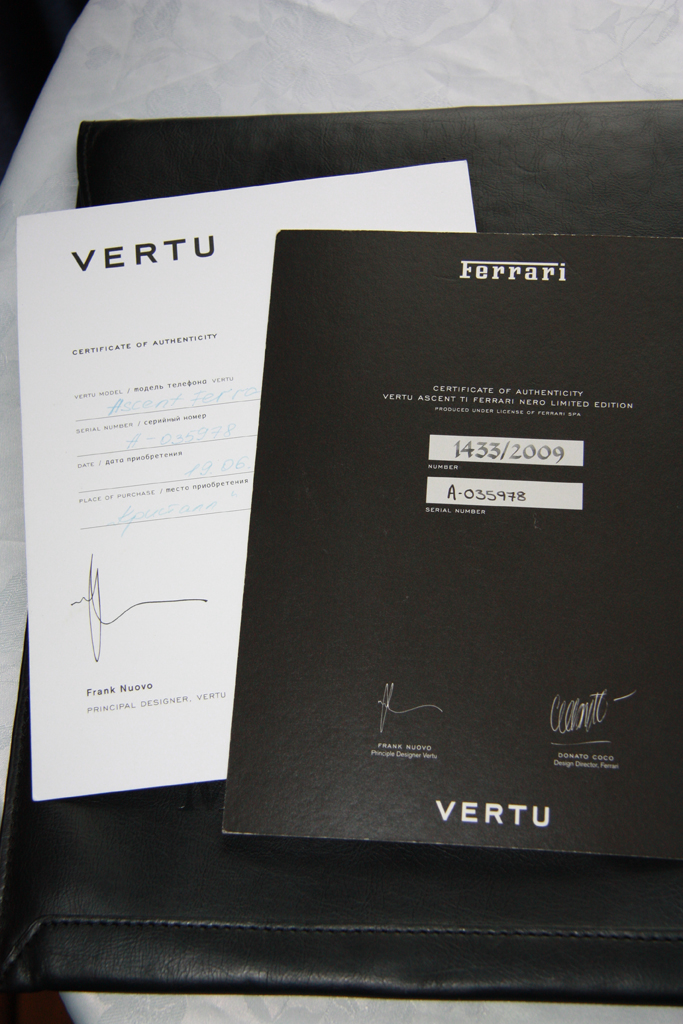 VERTU
CERTIFICATE OF AUTHENTICITY
VERTU MODEL / модель телефона VERTU
Ascent Ferra
SERIAL NUMBER / серийный номер
A-035978
DATE / дата приобретения
19.06.
PLACE OF PURCHASE / место приобретения
Кристалл"
Frank Nuovo
PRINCIPAL DESIGNER, VERTU
Ferrari
CERTIFICATE OF AUTHENTICITY
VERTU ASCENT TI FERRARI NERO LIMITED EDITION
PRODUCED UNDER LICENSE OF FERRARI SPA
1433/2009
NUMBER
A-035978
SERIAL NUMBER
FRANK NUOVO
Principle Designer Vertu
DONATO COCO
Design Director, Ferrari
VERTU